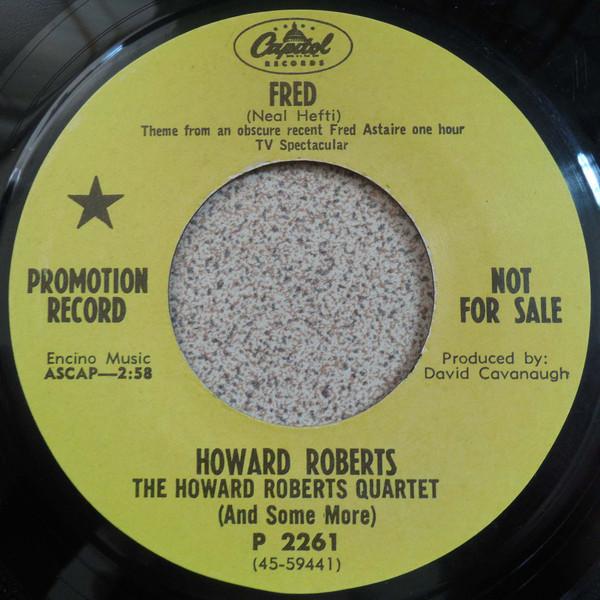 Capitol
RECORDS
FRED
(Neal Hefti)
Theme from an obscure recent Fred Astaire one hour
TV Spectacular
PROMOTION
RECORD
NOT
FOR SALE
Encino Music
ASCAP—2:58
Produced by:
David Cavanaugh
HOWARD ROBERTS
THE HOWARD ROBERTS QUARTET
(And Some More)
P 2261
(45-59441)